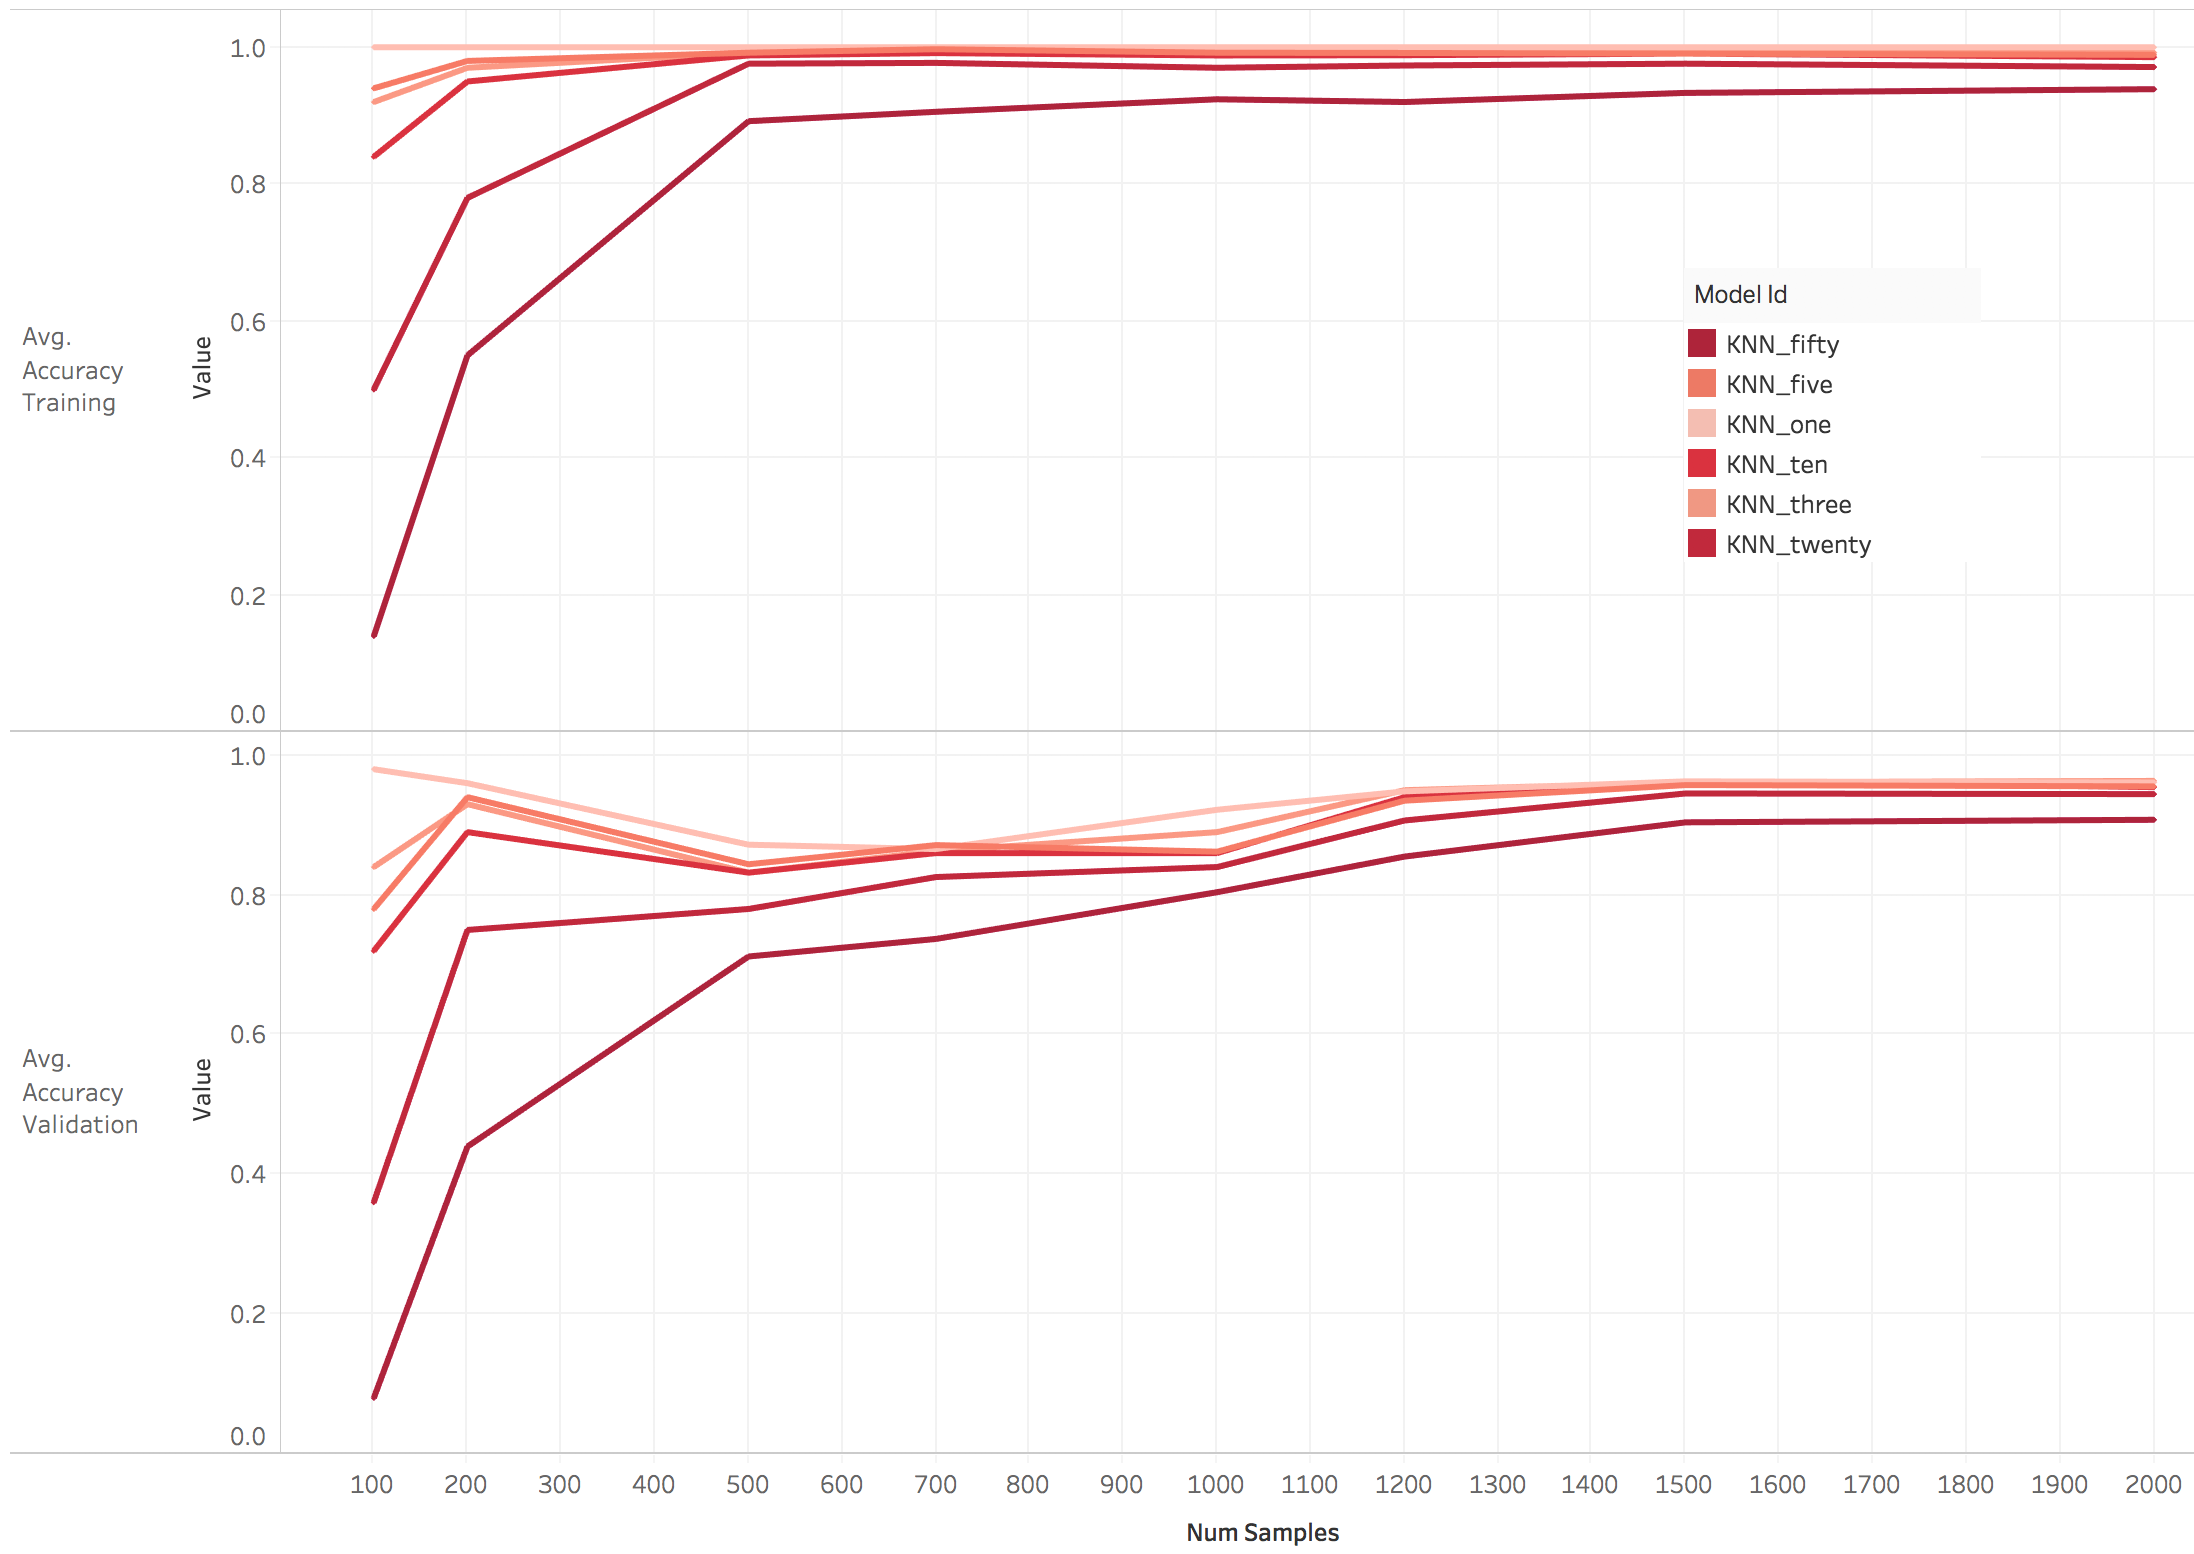 1.0
0.8
0.6
0.4
0.2
0.0
Avg.
Accuracy
Training
Value
Model Id
KNN_fifty
KNN_five
KNN_one
KNN_ten
KNN_three
KNN_twenty
1.0
0.8
0.6
0.4
0.2
0.0
Avg.
Accuracy
Validation
Value
100 200 300 400 500 600 700 800 900 1000 1100 1200 1300 1400 1500 1600 1700 1800 1900 2000
Num Samples